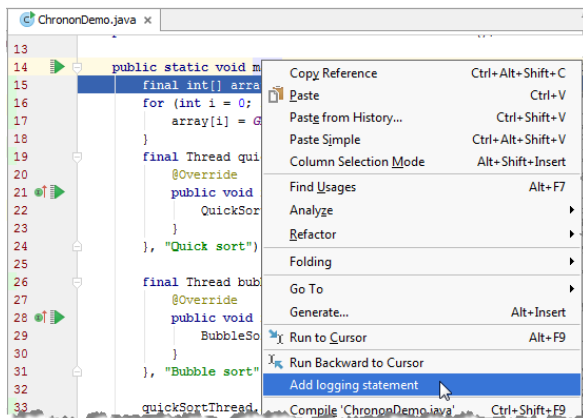 ChrononDemo.java ×
13
14 public static void m
15 final int[] arra
16 for (int i = 0;
17 array[i] = G
18 }
19 final Thread qui
20 @Override
21 public void
22 QuickSor
23 }
24 }, "Quick sort")
25
26 final Thread bub
27 @Override
28 public void
29 BubbleSo
30 }
31 }, "Bubble sort"
32
33 quickSortThread.
Copy Reference Ctrl+Alt+Shift+C
Paste Ctrl+V
Paste from History... Ctrl+Shift+V
Paste Simple Ctrl+Alt+Shift+V
Column Selection Mode Alt+Shift+Insert
Find Usages Alt+F7
Analyze
Refactor
Folding
Go To
Generate... Alt+Insert
Run to Cursor Alt+F9
Run Backward to Cursor
Add logging statement
Compile 'ChrononDemo.java' Ctrl+Shift+F9